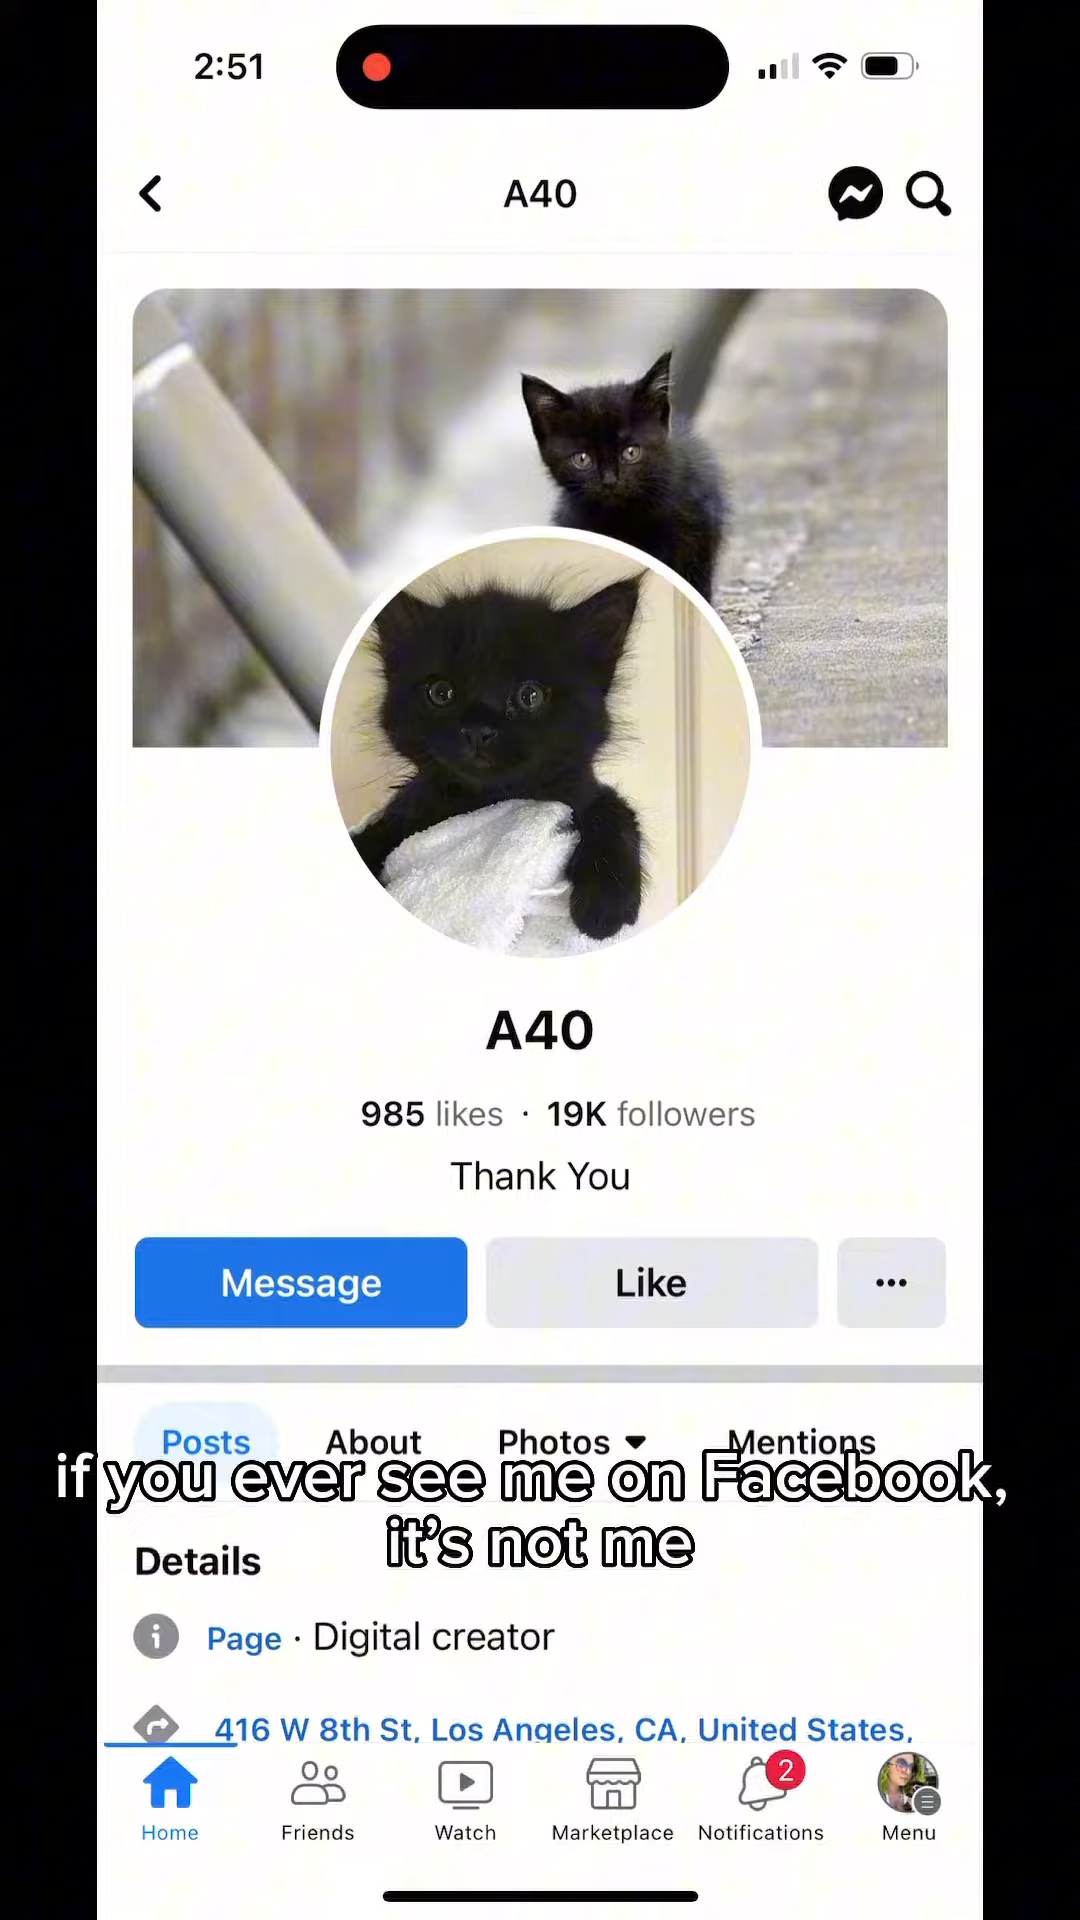 2:51
A40
A40
985 likes · 19K followers
Thank You
Message
Like
Posts
About
Photos
Mentions
if you ever see me on Facebook,
it's not me
Details
Page · Digital creator
416 W 8th St, Los Angeles, CA, United States,
Home
Friends
Watch
Marketplace
2
Notifications
Menu